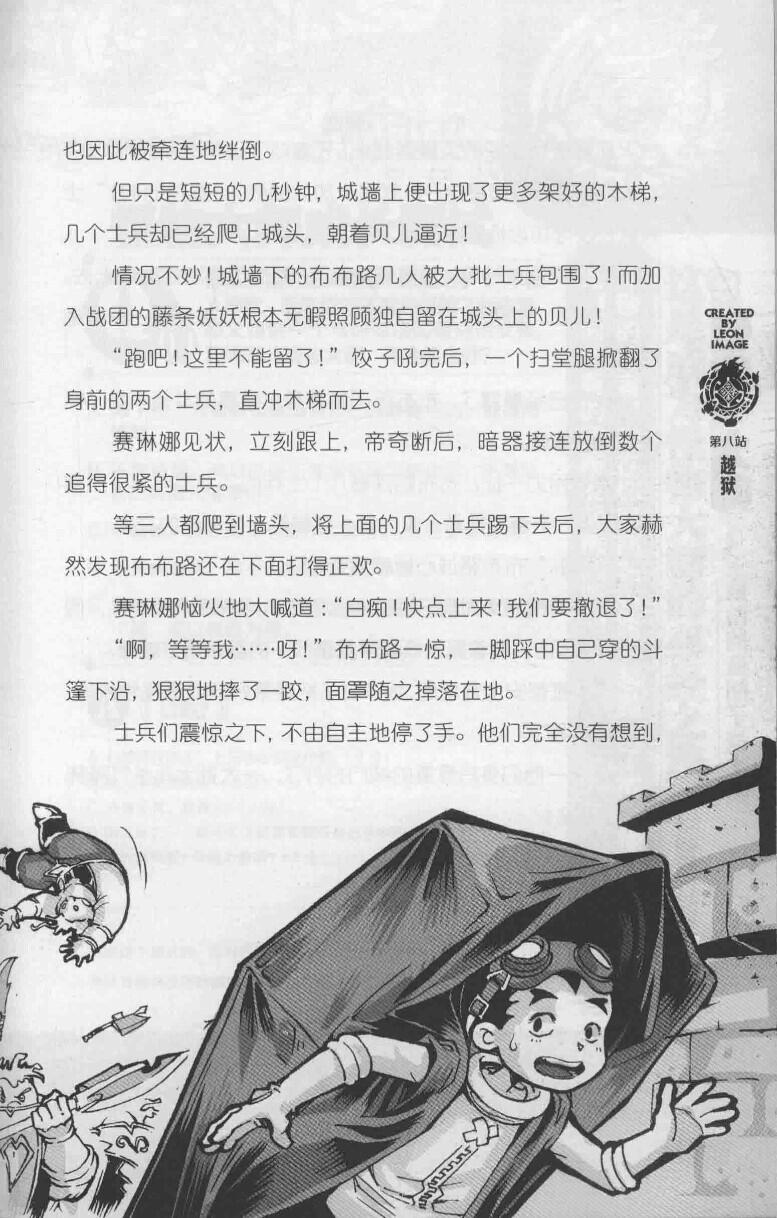 也因此被牵连地绊倒。
但只是短短的几秒钟，城墙上便出现了更多架好的木梯，
几个士兵却已经爬上城头，朝着贝儿逼近！
情况不妙！城墙下的布布路几人被大批士兵包围了！而加
入战团的藤条妖妖根本无暇照顾独自留在城头上的贝儿！
“跑吧！这里不能留了！”饺子吼完后，一个扫堂腿掀翻了
身前的两个士兵，直冲木梯而去。
赛琳娜见状，立刻跟上，帝奇断后，暗器接连放倒数个
追得很紧的士兵。
等三人都爬到墙头，将上面的几个士兵踢下去后，大家赫
然发现布布路还在下面打得正欢。
赛琳娜恼火地大喊道：“白痴！快点上来！我们要撤退了！”
“啊，等等我……呀！”布布路一惊，一脚踩中自己穿的斗
篷下沿，狠狠地摔了一跤，面罩随之掉落在地。
士兵们震惊之下，不由自主地停了手。他们完全没有想到，
CREATED
BY
LEON
IMAGE
第八站
越狱